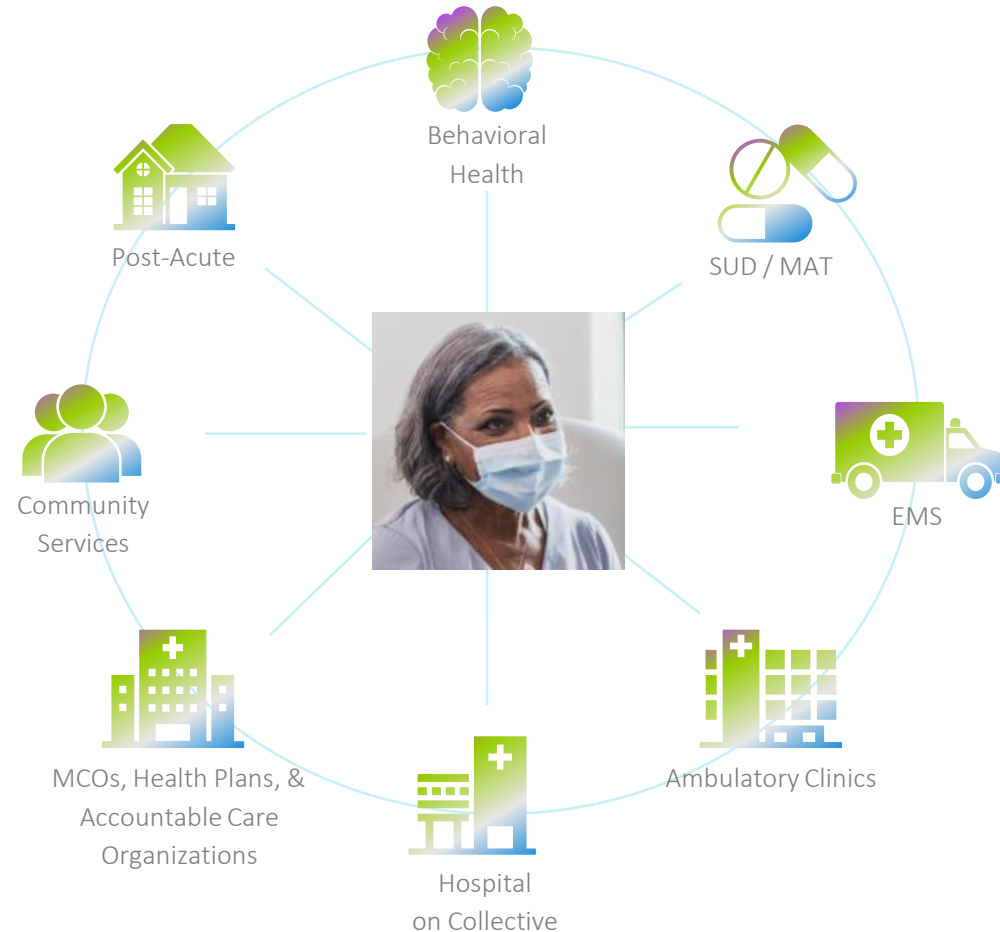 Behavioral
Health
SUD / MAT
EMS
Ambulatory Clinics
Hospital
on Collective
MCOs, Health Plans, &
Accountable Care
Organizations
Community
Services
Post-Acute